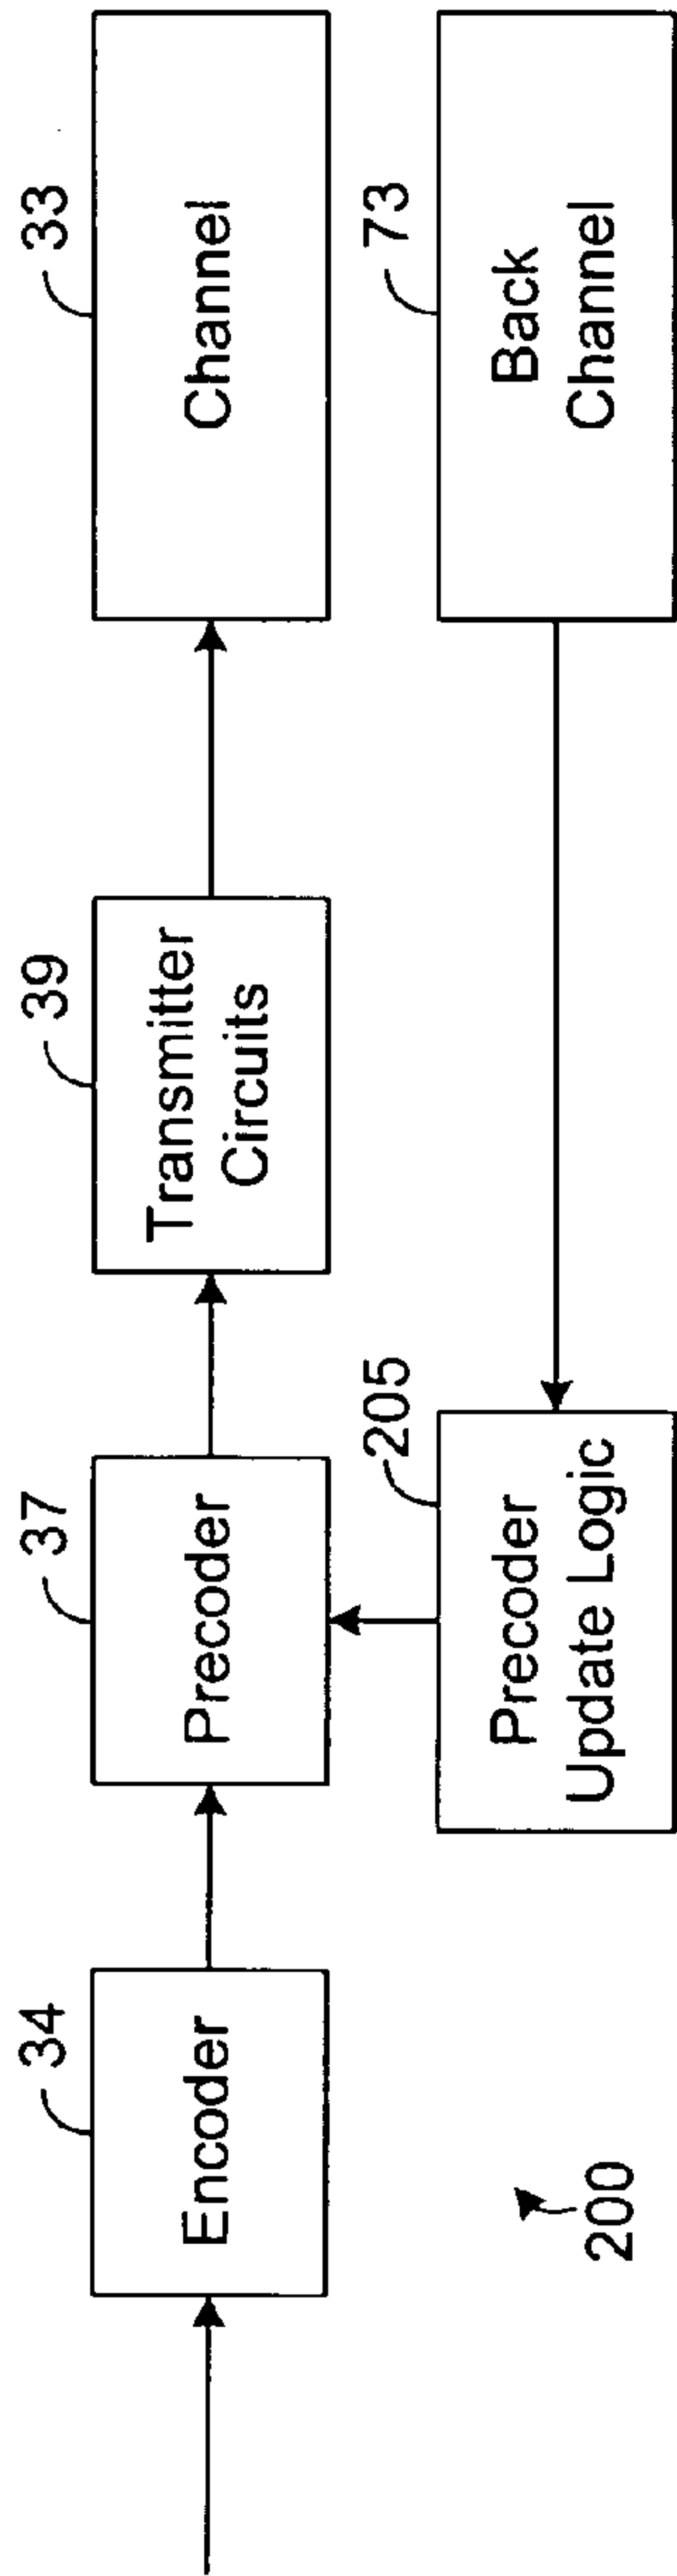 34
Encoder
37
Precoder
39
Transmitter
Circuits
33
Channel
205
Precoder
Update Logic
73
Back
Channel
200